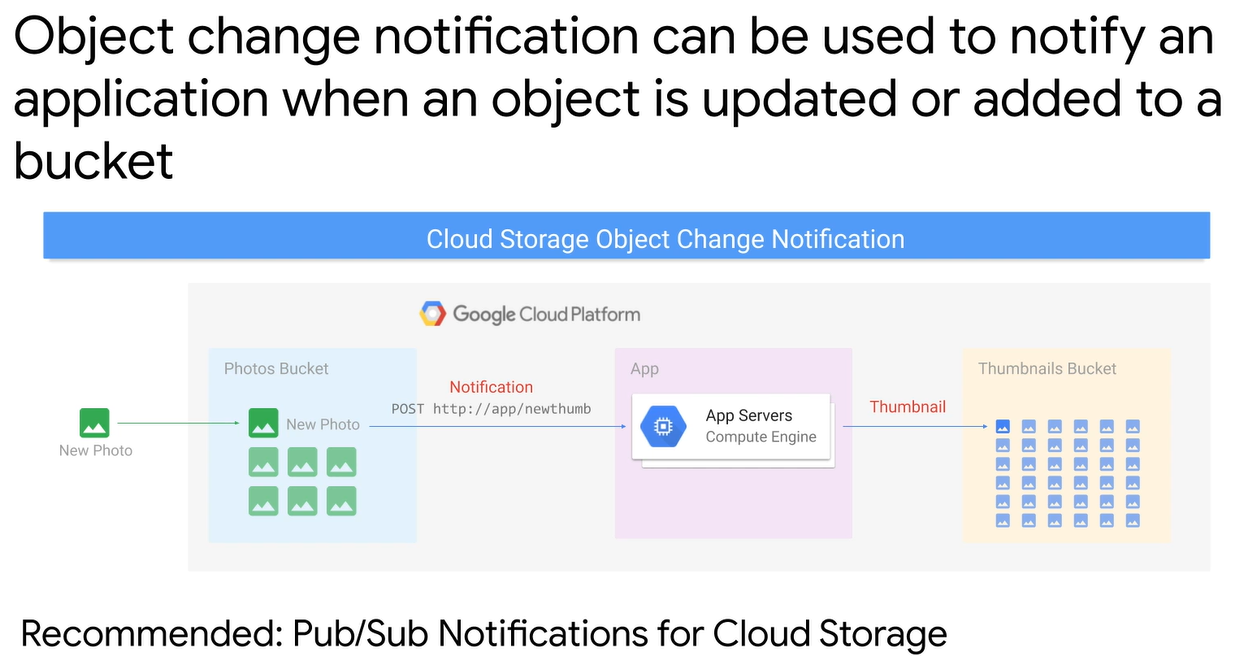 Object change notification can be used to notify an
application when an object is updated or added to a
bucket
Cloud Storage Object Change Notification
Google Cloud Platform
Photos Bucket
New Photo
New Photo
Notification
POST http://app/newthumb
App
App Servers
Compute Engine
Thumbnail
Thumbnails Bucket
Recommended: Pub/Sub Notifications for Cloud Storage